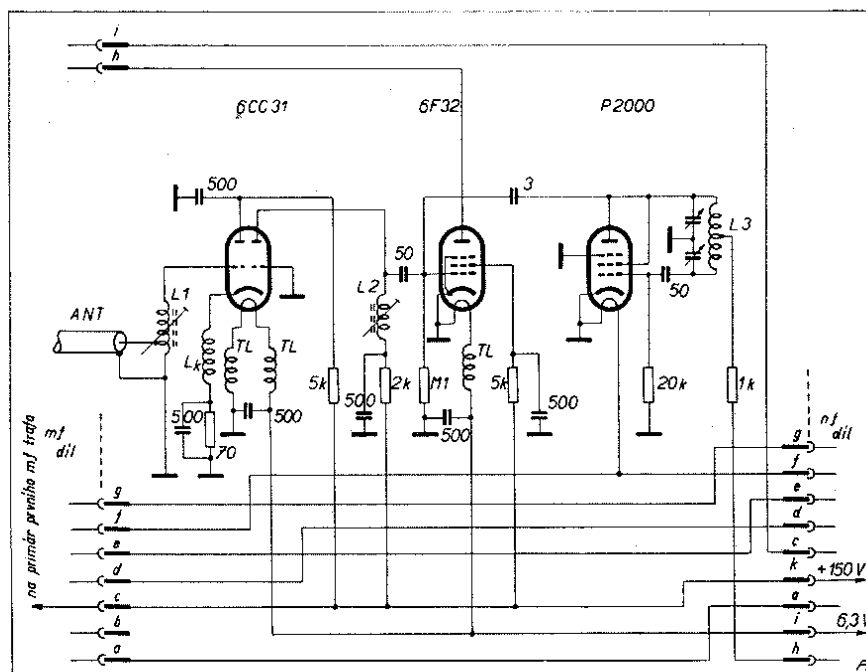 i
h
6CC31
6F32
P2000
500
3
50
L3
50
L1
L2
ANT
Lk
TL
TL
TL
5k
2k
M1
5k
20k
1k
500
500
500
500
500
70
mf
díl
nf
díl
na primár prvního mf trafa
g
f
e
d
c
b
a
g
f
e
d
c
k
+150 V
a
i
6,3V
h